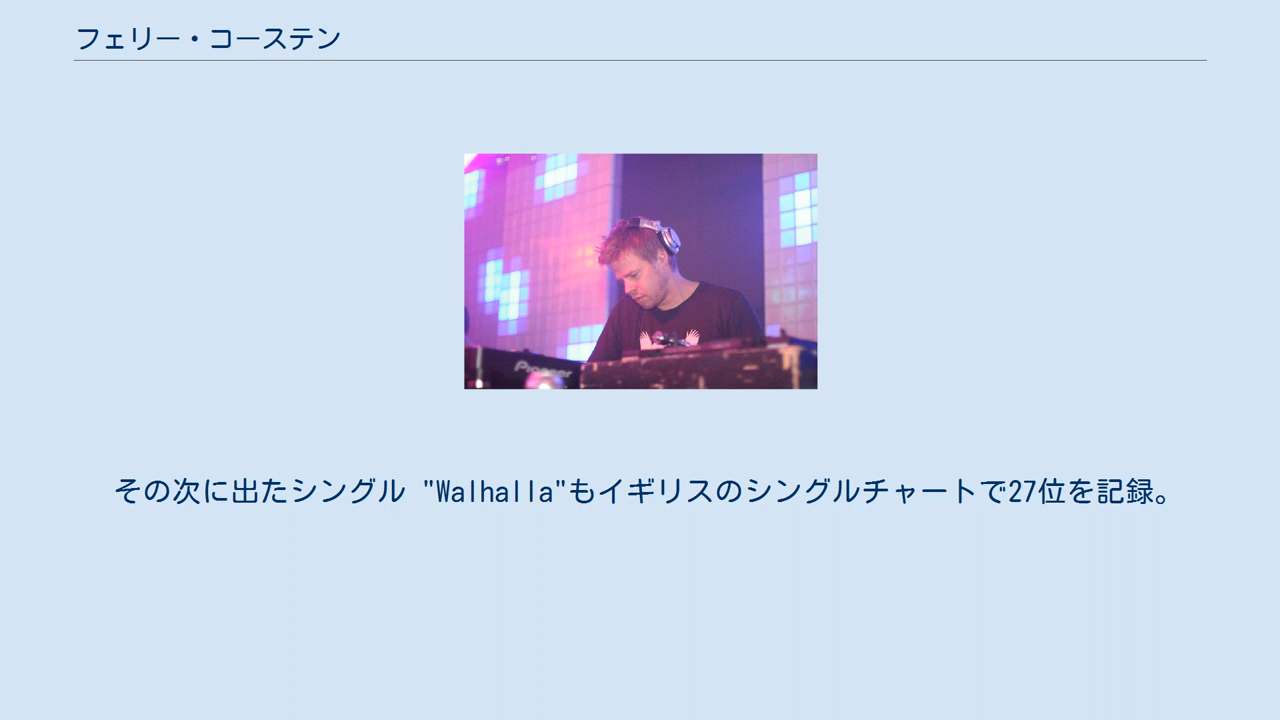 フェリー・コーステン
Pioneer
その次に出たシングル "Walhalla"もイギリスのシングルチャートで27位を記録。